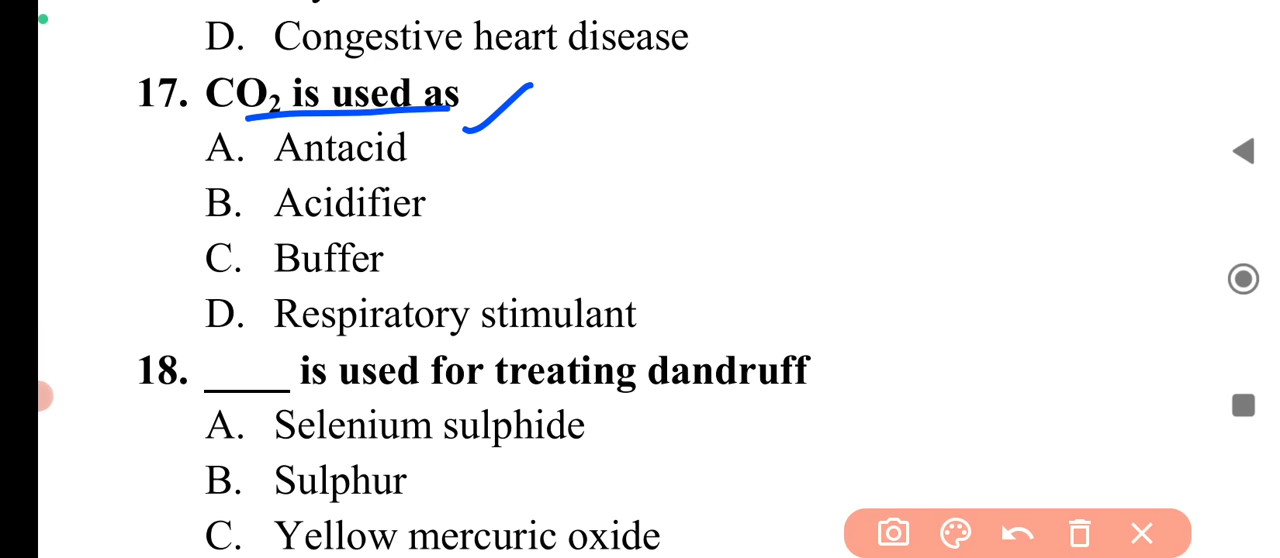 D. Congestive heart disease
17. CO₂ is used as
A. Antacid
B. Acidifier
C. Buffer
D. Respiratory stimulant
18. ____ is used for treating dandruff
A. Selenium sulphide
B. Sulphur
C. Yellow mercuric oxide